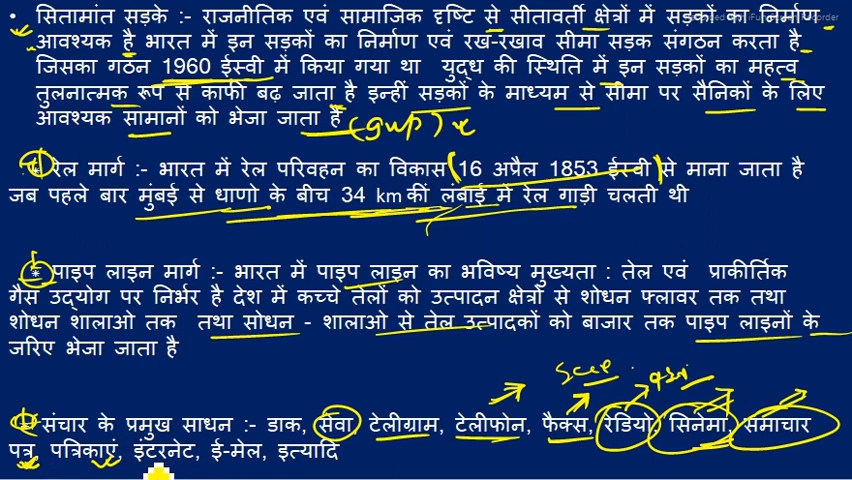 • सितामांत सड़के :- राजनीतिक एवं सामाजिक दृष्टि से सीतावर्ती क्षेत्रों में सड़कों का निर्माण
आवश्यक है भारत में इन सड़कों का निर्माण एवं रख-रखाव सीमा सड़क संगठन करता है
जिसका गठन 1960 ईस्वी में किया गया था युद्ध की स्थिति में इन सड़कों का महत्व
तुलनात्मक रूप से काफी बढ़ जाता है इन्हीं सड़कों के माध्यम से सीमा पर सैनिकों के लिए
आवश्यक सामानों को भेजा जाता है
रेल मार्ग :- भारत में रेल परिवहन का विकास (16 अप्रैल 1853 ईस्वी) से माना जाता है
जब पहले बार मुंबई से धाणो के बीच 34 km कीं लंबाई में रेल गाड़ी चलती थी
* पाइप लाइन मार्ग :- भारत में पाइप लाइन का भविष्य मुख्यता : तेल एवं प्राकीर्तिक
गैस उद्योग पर निर्भर है देश में कच्चे तेलों को उत्पादन क्षेत्रों से शोधन फ्लावर तक तथा
शोधन शालाओ तक तथा सोधन - शालाओ से तेल उत्पादकों को बाजार तक पाइप लाइनों के
जरिए भेजा जाता है
संचार के प्रमुख साधन :- डाक, सेवा, टेलीग्राम, टेलीफोन, फैक्स, रेडियो, सिनेमा, समाचार
पत्र, पत्रिकाएं, इंटरनेट, ई-मेल, इत्यादि